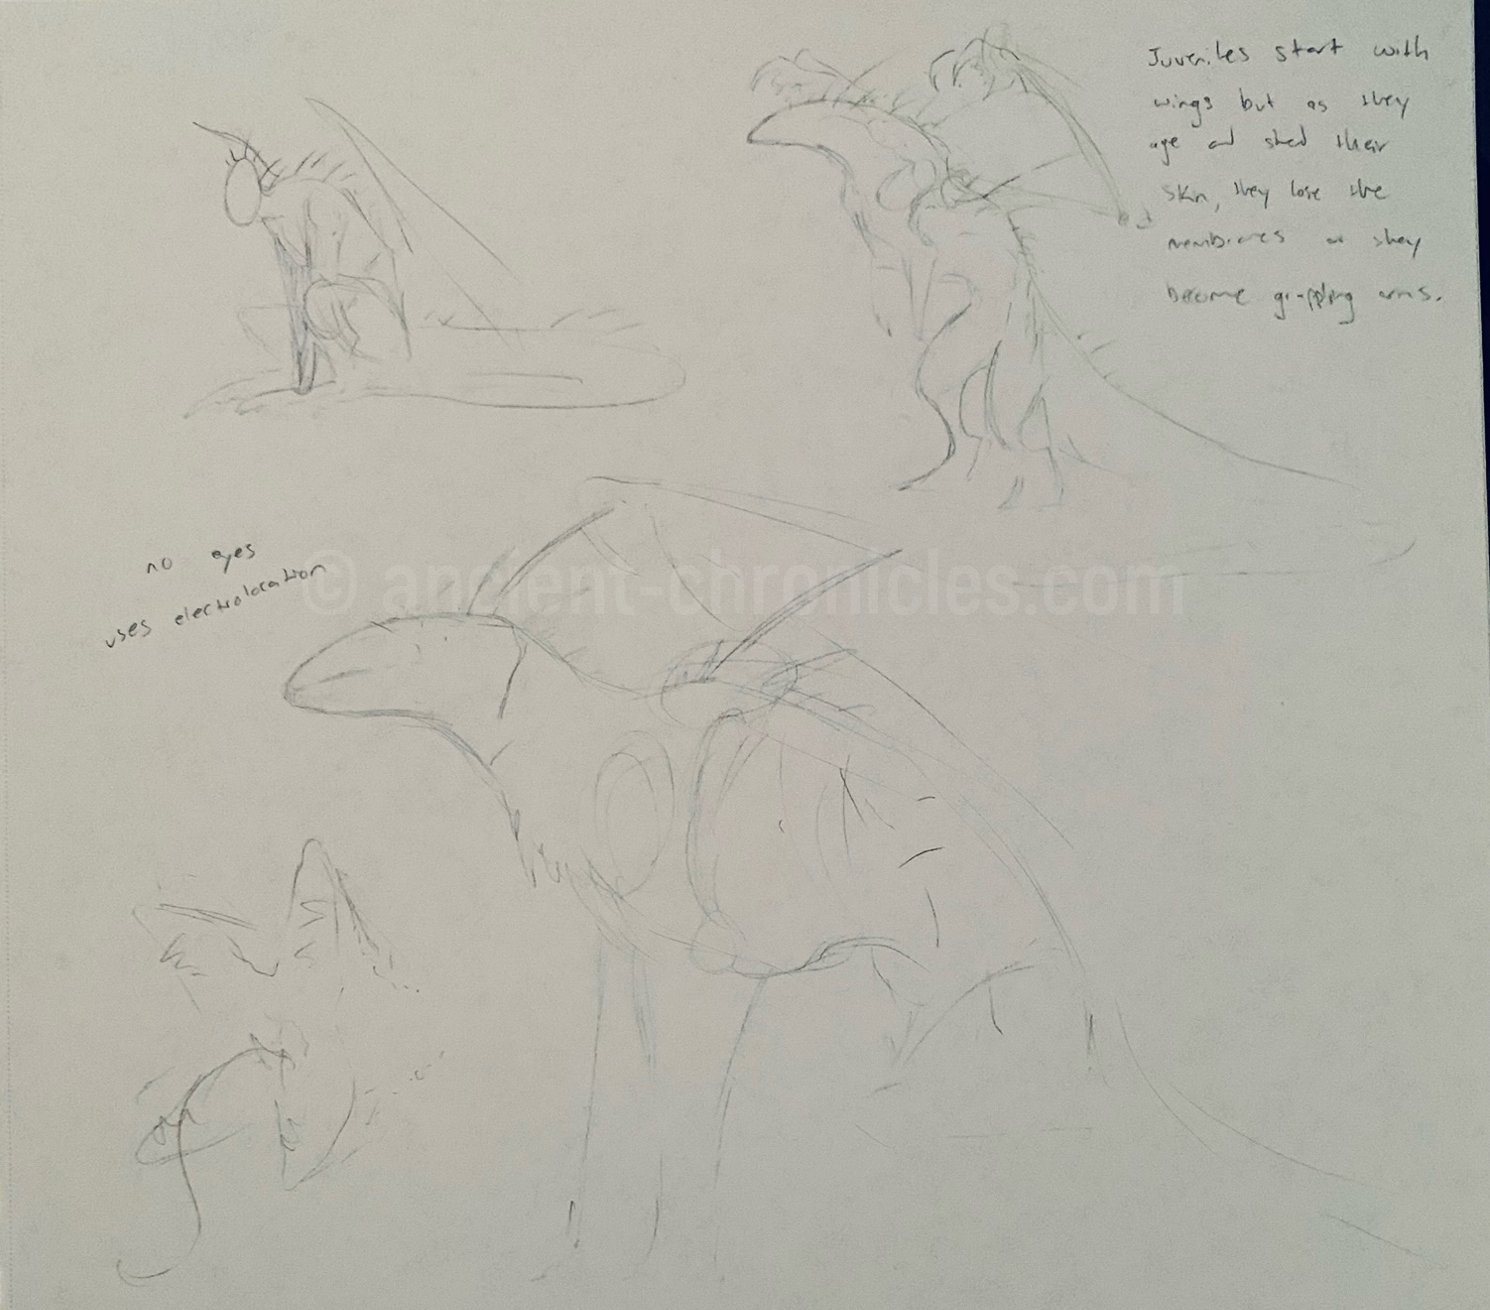 Juveniles start with
wings but as they
age and shed their
skin, they lose the
membranes as they
become grappling arms.
no eyes
uses electrolocation
© ancient-chronicles.com